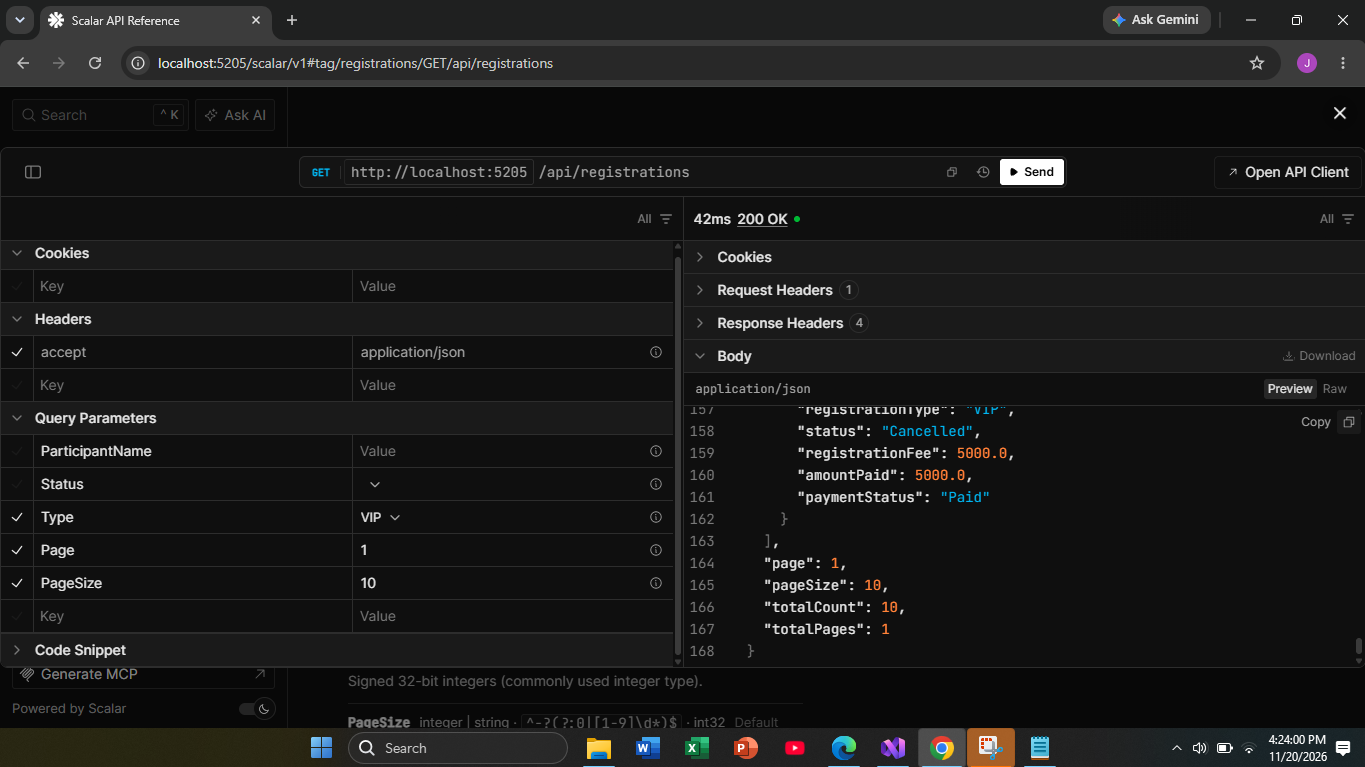 Scalar API Reference
Ask Gemini
localhost:5205/scalar/v1#tag/registrations/GET/api/registrations
J
Search
^ K
Ask AI
GET
http://localhost:5205
/api/registrations
Send
Open API Client
All
42ms 200 OK
All
Cookies
Key
Value
Headers
accept
application/json
Key
Value
Query Parameters
ParticipantName
Value
Status
Type
VIP
Page
1
PageSize
10
Key
Value
Code Snippet
Cookies
Request Headers 1
Response Headers 4
Body
Download
application/json
Preview
Raw
Copy
157 "registrationType": "VIP",
158 "status": "Cancelled",
159 "registrationFee": 5000.0,
160 "amountPaid": 5000.0,
161 "paymentStatus": "Paid"
162 }
163 ],
164 "page": 1,
165 "pageSize": 10,
166 "totalCount": 10,
167 "totalPages": 1
168 }
Generate MCP
Powered by Scalar
Signed 32-bit integers (commonly used integer type).
PageSize integer | string · ^-?(?:0|[1-9]\d*)$ · int32 Default
Search
4:24:00 PM
11/20/2026